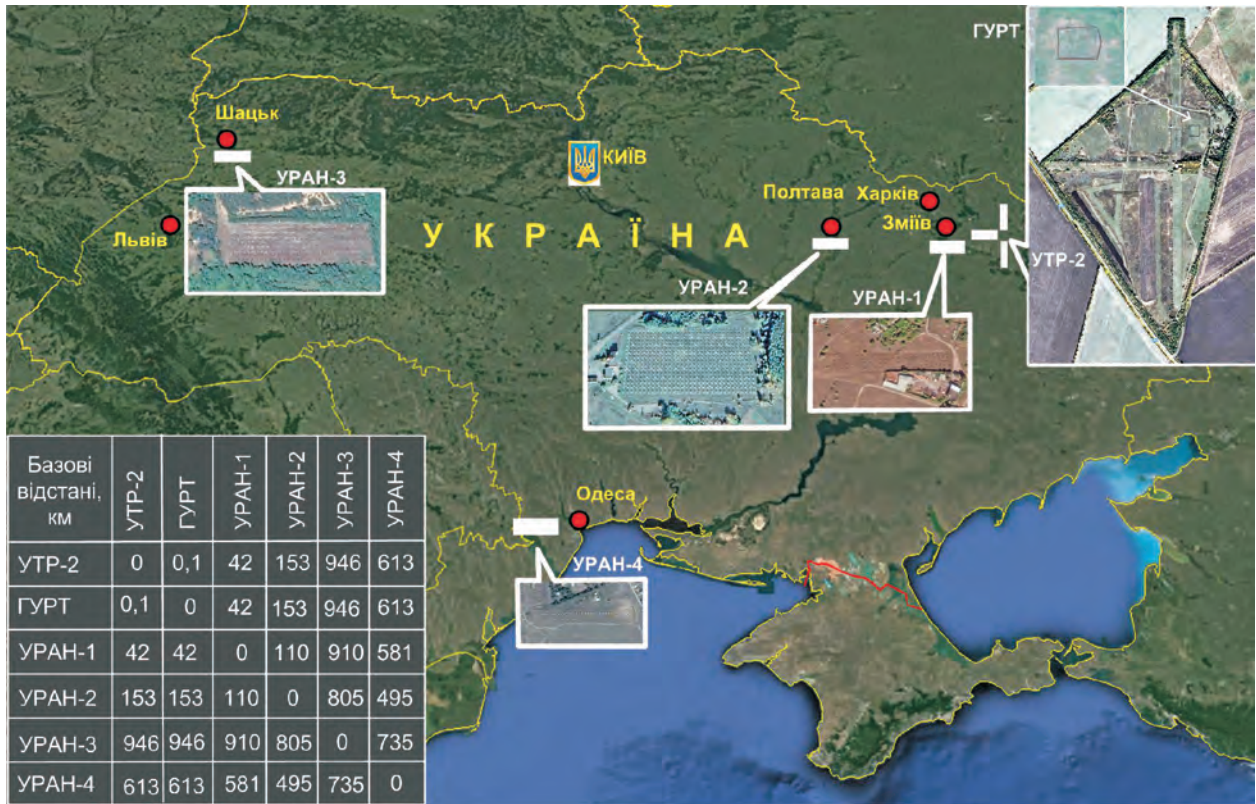 ГУРТ
Шацьк
КИЇВ
УРАН-3
Полтава
Харків
Зміїв
Львів
УКРАЇНА
УТР-2
УРАН-2
УРАН-1
Одеса
УРАН-4
Базові відстані, км УТР-2 ГУРТ УРАН-1 УРАН-2 УРАН-3 УРАН-4
УТР-2 0 0,1 42 153 946 613
ГУРТ 0,1 0 42 153 946 613
УРАН-1 42 42 0 110 910 581
УРАН-2 153 153 110 0 805 495
УРАН-3 946 946 910 805 0 735
УРАН-4 613 613 581 495 735 0